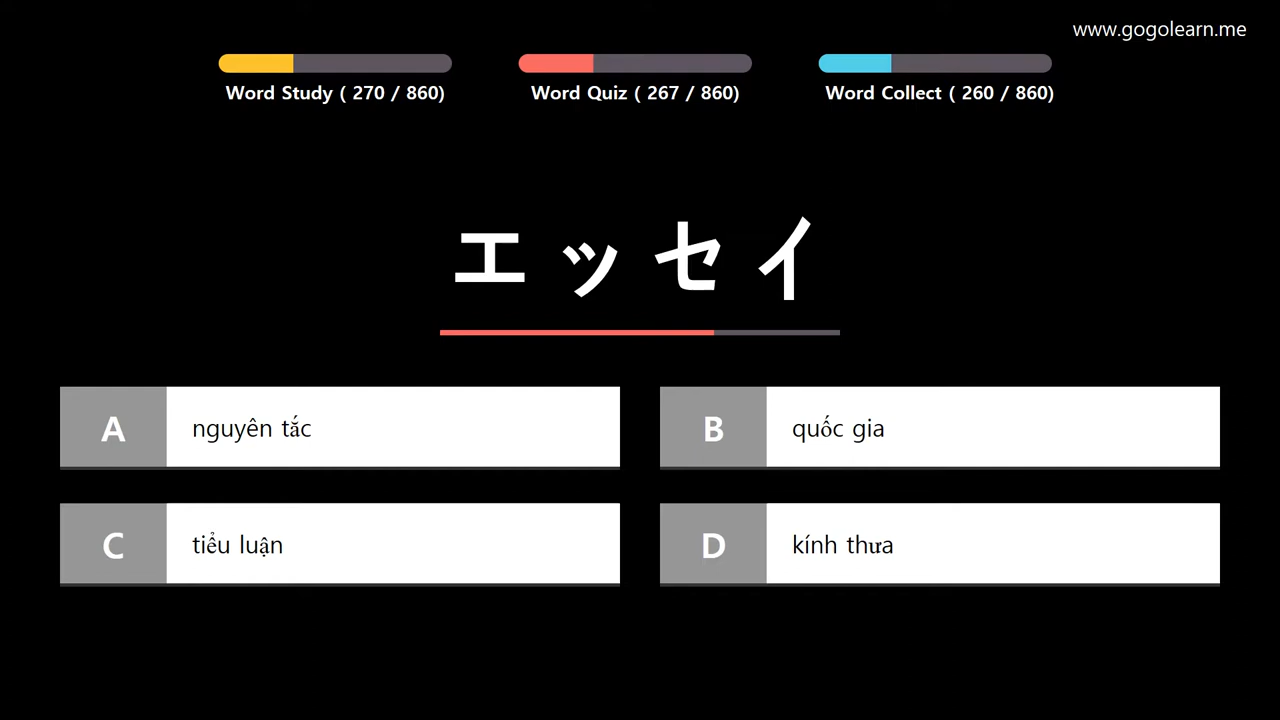 www.gogolearn.me
Word Study ( 270 / 860)
Word Quiz ( 267 / 860)
Word Collect ( 260 / 860)
エッセイ
A nguyên tắc
B quốc gia
C tiểu luận
D kính thưa